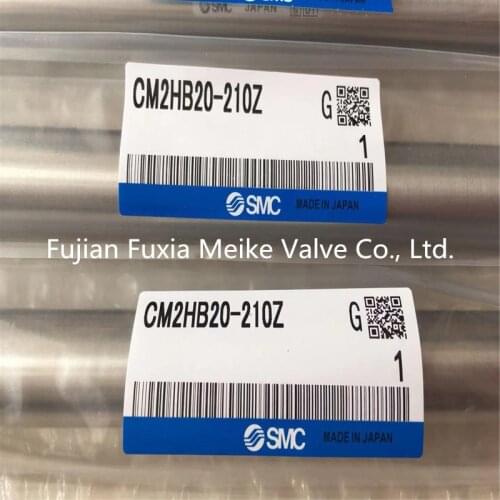 SMC JAPAN
CM2HB20-210Z G
1
SMC MADE IN JAPAN
Fujian Fuxia Meike Valve Co., Ltd.
CM2HB20-210Z G
1
SMC MADE IN JAPAN